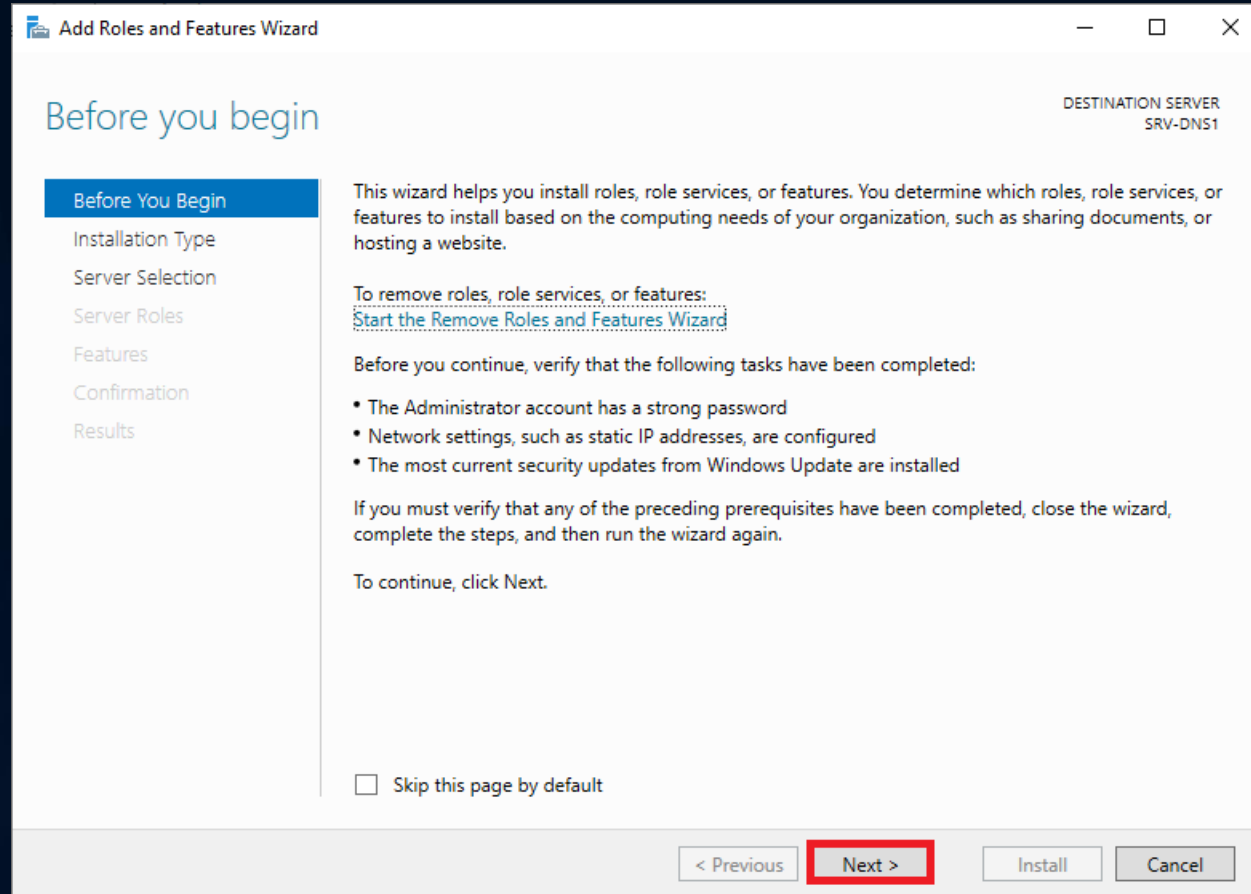 Add Roles and Features Wizard
Before you begin
DESTINATION SERVER
SRV-DNS1
Before You Begin
Installation Type
Server Selection
Server Roles
Features
Confirmation
Results
This wizard helps you install roles, role services, or features. You determine which roles, role services, or
features to install based on the computing needs of your organization, such as sharing documents, or
hosting a website.
To remove roles, role services, or features:
Start the Remove Roles and Features Wizard
Before you continue, verify that the following tasks have been completed:
• The Administrator account has a strong password
• Network settings, such as static IP addresses, are configured
• The most current security updates from Windows Update are installed
If you must verify that any of the preceding prerequisites have been completed, close the wizard,
complete the steps, and then run the wizard again.
To continue, click Next.
Skip this page by default
< Previous
Next >
Install
Cancel